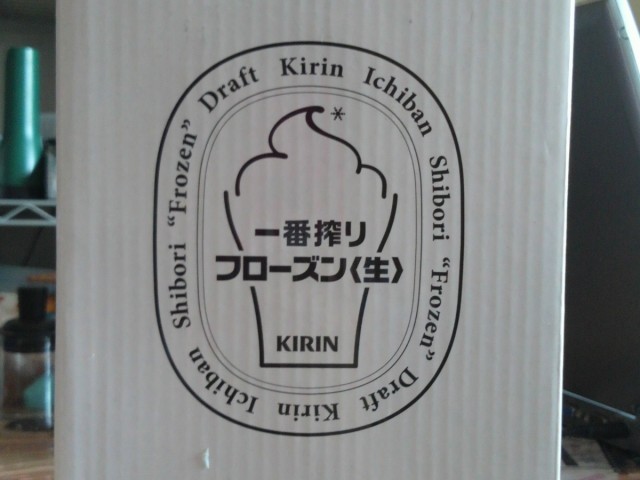 Kirin Ichiban Shibori “Frozen” Draft Kirin Ichiban Shibori “Frozen” Draft
*
一番搾り
フローズン〈生〉
KIRIN